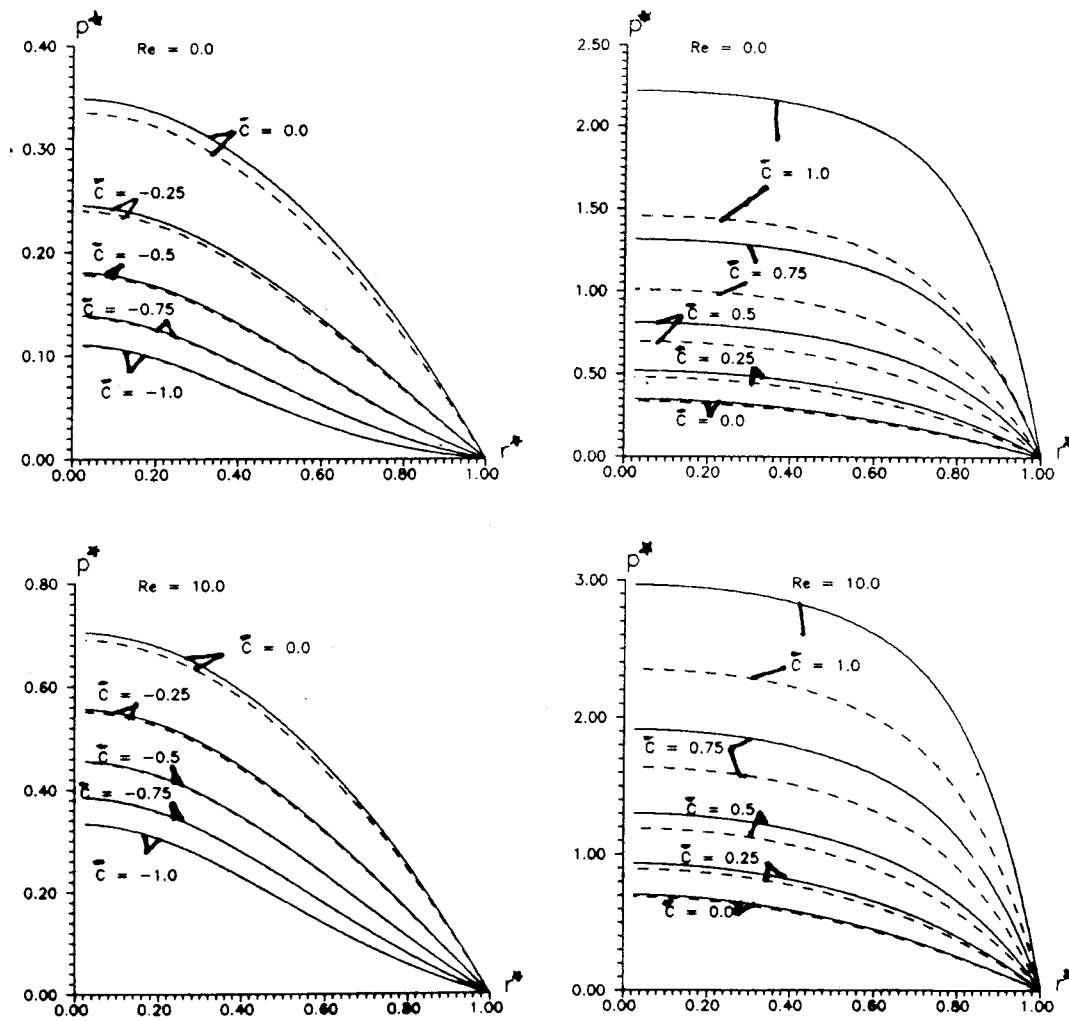 p*
0.40
Re = 0.0
0.30
C̄ = 0.0
C̄ = -0.25
0.20
C̄ = -0.5
C̄ = -0.75
0.10
C̄ = -1.0
0.00
0.00 0.20 0.40 0.60 0.80 1.00
r*
p*
2.50
Re = 0.0
2.00
C̄ = 1.0
1.50
C̄ = 0.75
1.00
C̄ = 0.5
C̄ = 0.25
0.50
C̄ = 0.0
0.00
0.00 0.20 0.40 0.60 0.80 1.00
r*
p*
0.80
Re = 10.0
C̄ = 0.0
0.60
C̄ = -0.25
C̄ = -0.5
0.40
C̄ = -0.75
C̄ = -1.0
0.20
0.00
0.00 0.20 0.40 0.60 0.80 1.00
r*
p*
3.00
Re = 10.0
C̄ = 1.0
2.00
C̄ = 0.75
C̄ = 0.5
1.00
C̄ = 0.25
C̄ = 0.0
0.00
0.00 0.20 0.40 0.60 0.80 1.00
r*